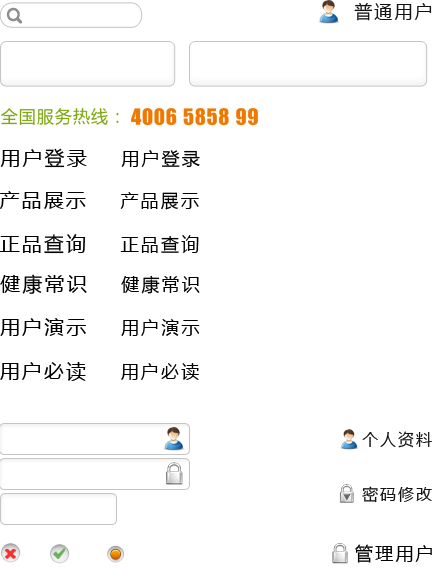 普通用户
全国服务热线： 4006 5858 99
用户登录 用户登录
产品展示 产品展示
正品查询 正品查询
健康常识 健康常识
用户演示 用户演示
用户必读 用户必读
个人资料
密码修改
管理用户